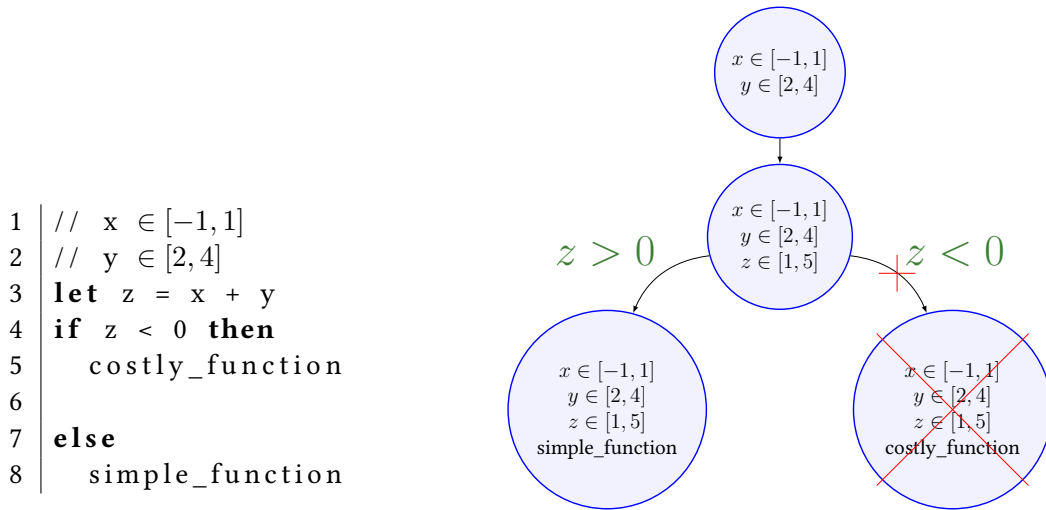 1 // x ∈ [−1, 1]
2 // y ∈ [2, 4]
3 let z = x + y
4 if z < 0 then
5 costly_function
6
7 else
8 simple_function
x ∈ [−1, 1]
y ∈ [2, 4]
x ∈ [−1, 1]
y ∈ [2, 4]
z ∈ [1, 5]
z > 0
z < 0
x ∈ [−1, 1]
y ∈ [2, 4]
z ∈ [1, 5]
simple_function
x ∈ [−1, 1]
y ∈ [2, 4]
z ∈ [1, 5]
costly_function